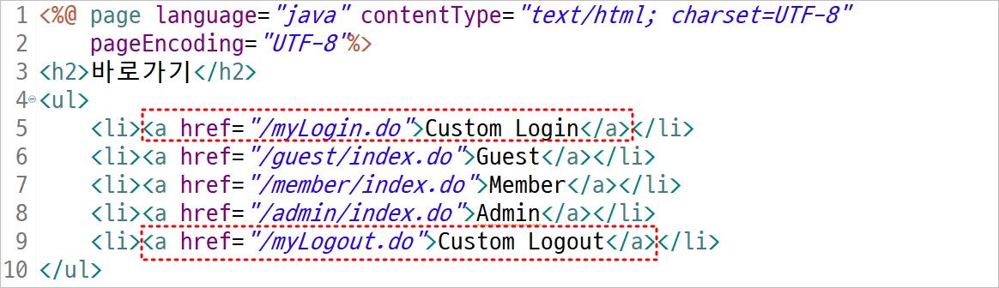 1 <%@ page language="java" contentType="text/html; charset=UTF-8"
2     pageEncoding="UTF-8"%>
3 <h2>바로가기</h2>
4 <ul>
5     <li><a href="/myLogin.do">Custom Login</a></li>
6     <li><a href="/guest/index.do">Guest</a></li>
7     <li><a href="/member/index.do">Member</a></li>
8     <li><a href="/admin/index.do">Admin</a></li>
9     <li><a href="/myLogout.do">Custom Logout</a></li>
10 </ul>